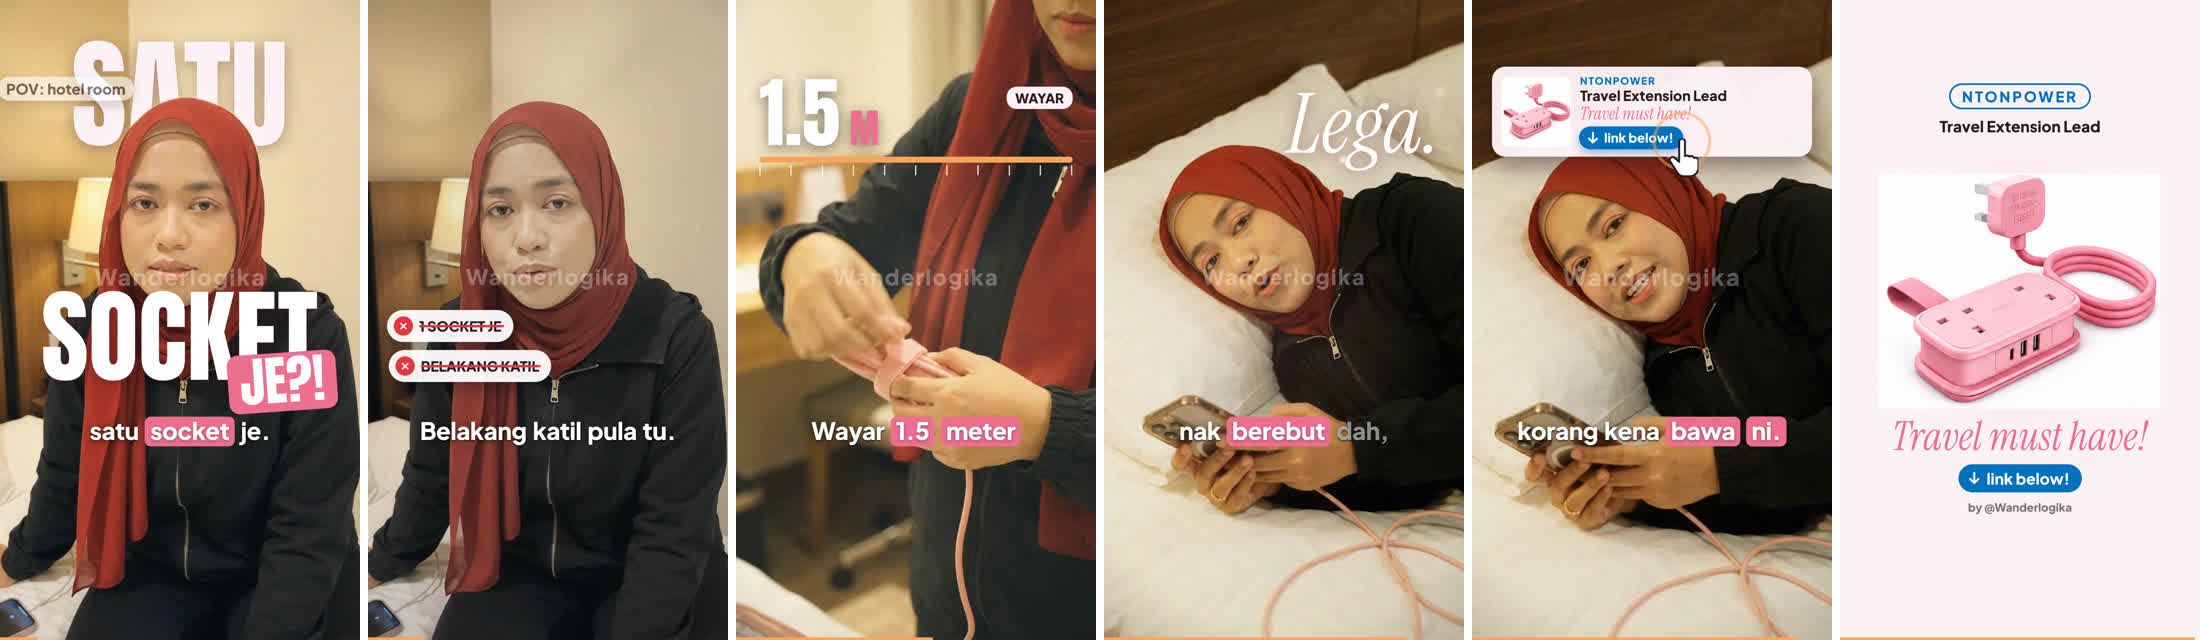 SATU
POV: hotel room
Wanderlogika
SOCKET
JE?!
satu socket je.
Wanderlogika
1 SOCKET JE
BELAKANG KATIL
Belakang katil pula tu.
1.5 M
WAYAR
Wanderlogika
Wayar 1.5 meter
Lega.
Wanderlogika
nak berebut dah,
NTONPOWER
Travel Extension Lead
Travel must have!
↓ link below!
Wanderlogika
korang kena bawa ni.
NTONPOWER
Travel Extension Lead
Travel must have!
↓ link below!
by @Wanderlogika